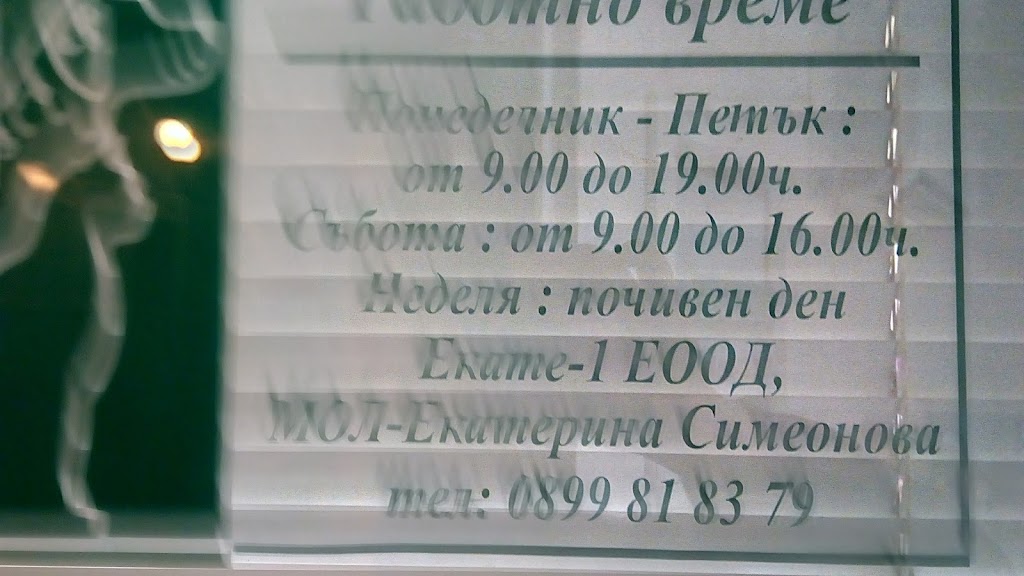 Работно време
Понеделник - Петък :
от 9.00 до 19.00ч.
Събота : от 9.00 до 16.00ч.
Неделя : почивен ден
Екате-1 ЕООД,
МОЛ-Екатерина Симеонова
тел: 0899 81 83 79